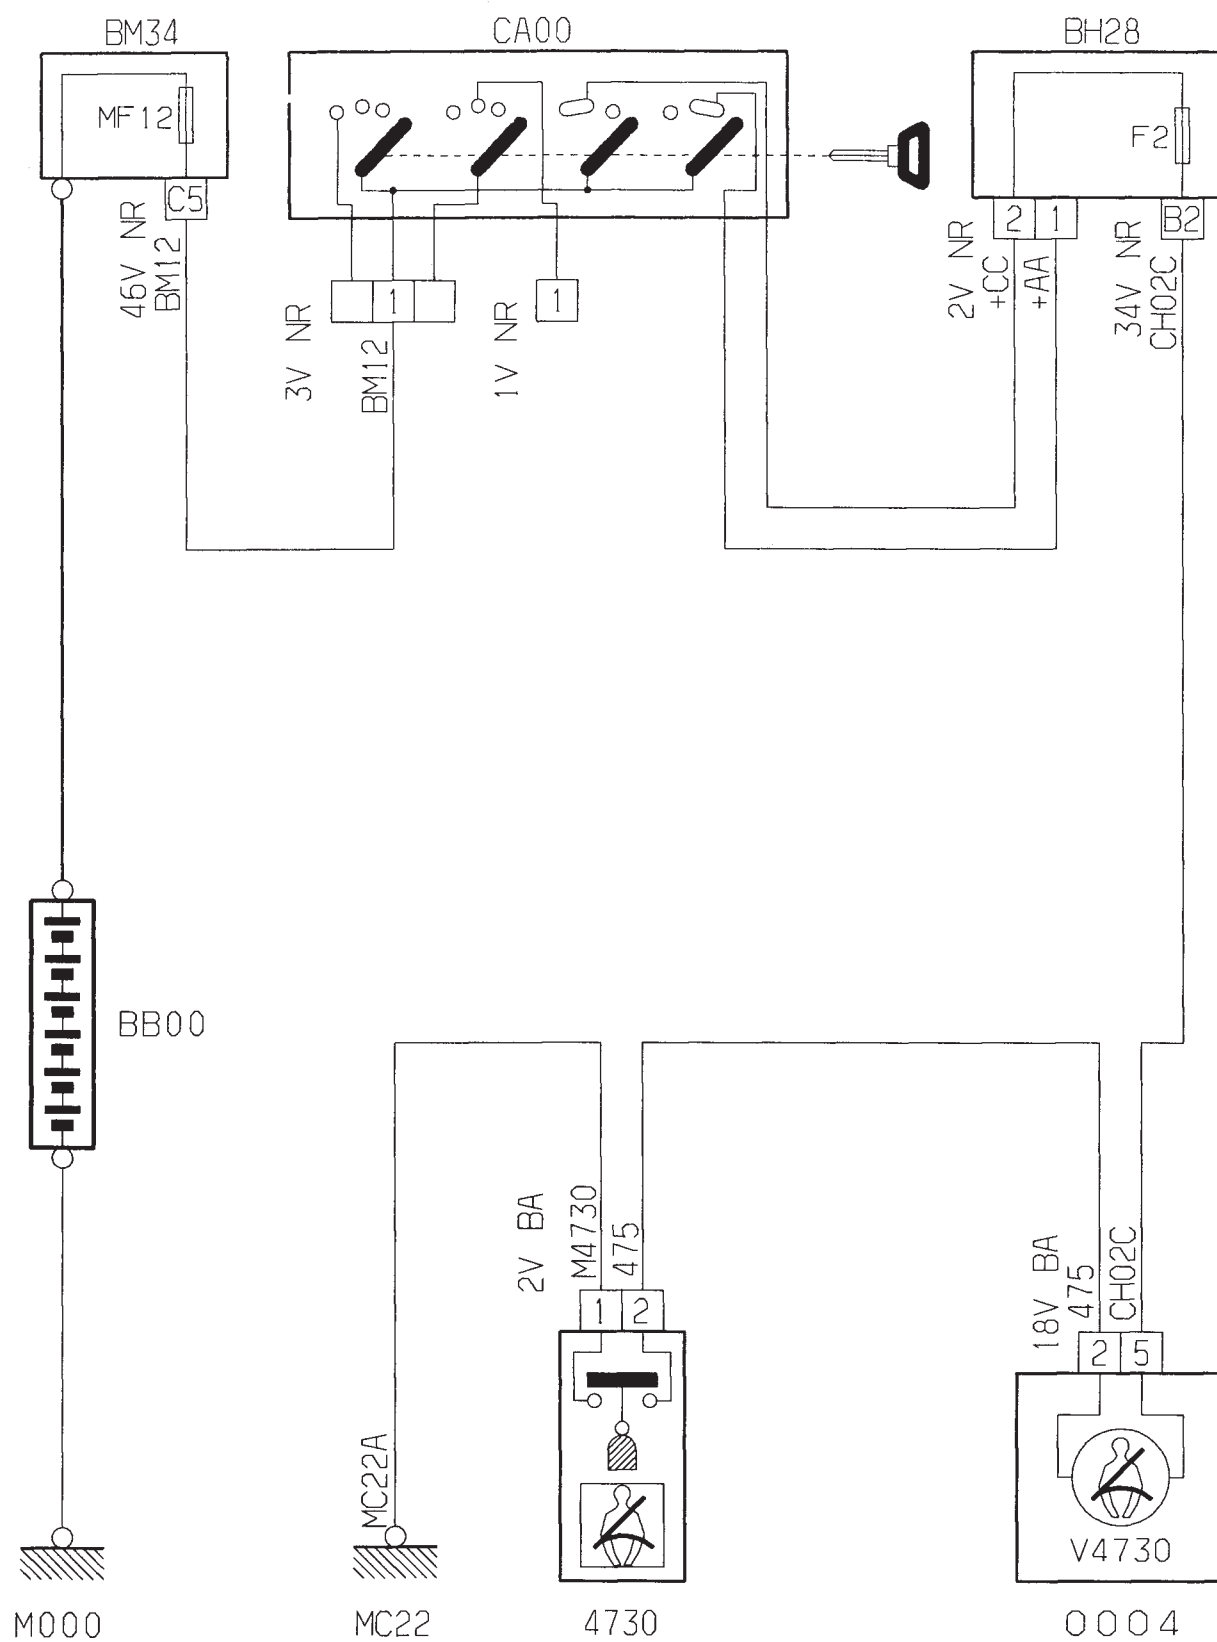 BM34
CA00
BH28
MF12
F2
C5
2 1
B2
46V NR
BM12
3V NR
1
BM12
1V NR
1
2V NR
+CC
+AA
34V NR
CH02C
BB00
2V BA
M4730
475
1 2
18V BA
475
CH02C
2 5
MC22A
V4730
M000
MC22
4730
0004